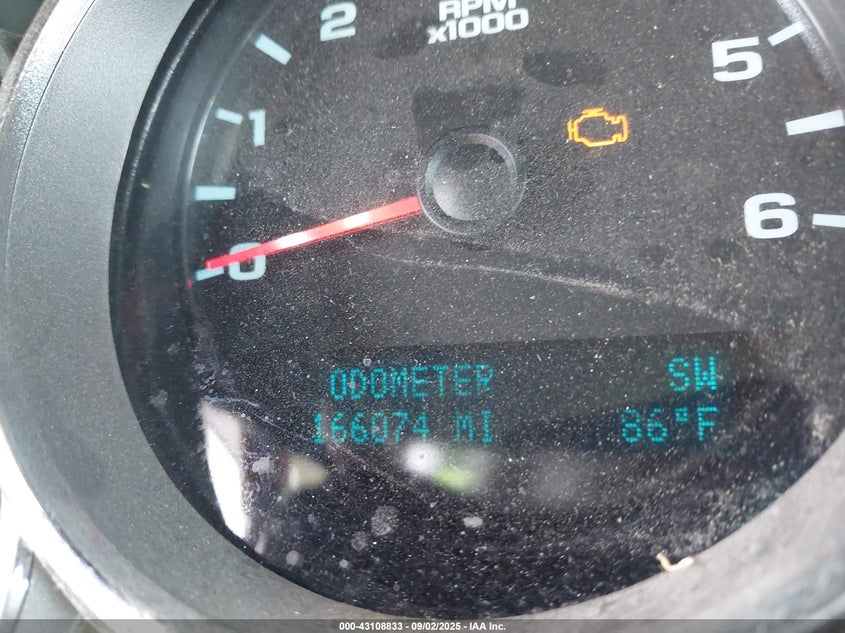 RPM
x1000
0
1
2
5
6
ODOMETER SW
166074 MI 86°F
000-43108833 - 09/02/2025 - IAA Inc.